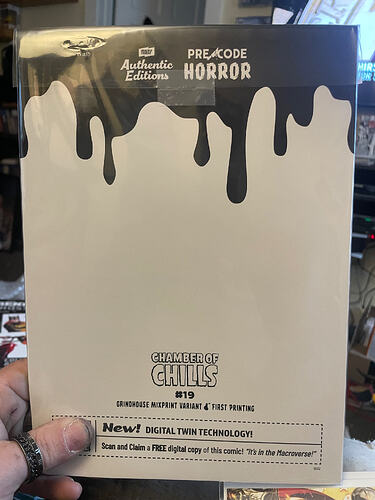 Authentic PRE-CODE
Editions HORROR
CHAMBER OF
CHILLS
#19
GRINDHOUSE MIXPRINT VARIANT FIRST PRINTING
New! DIGITAL TWIN TECHNOLOGY!
Scan and Claim a FREE digital copy of this comic! "It's in the Macroverse!"